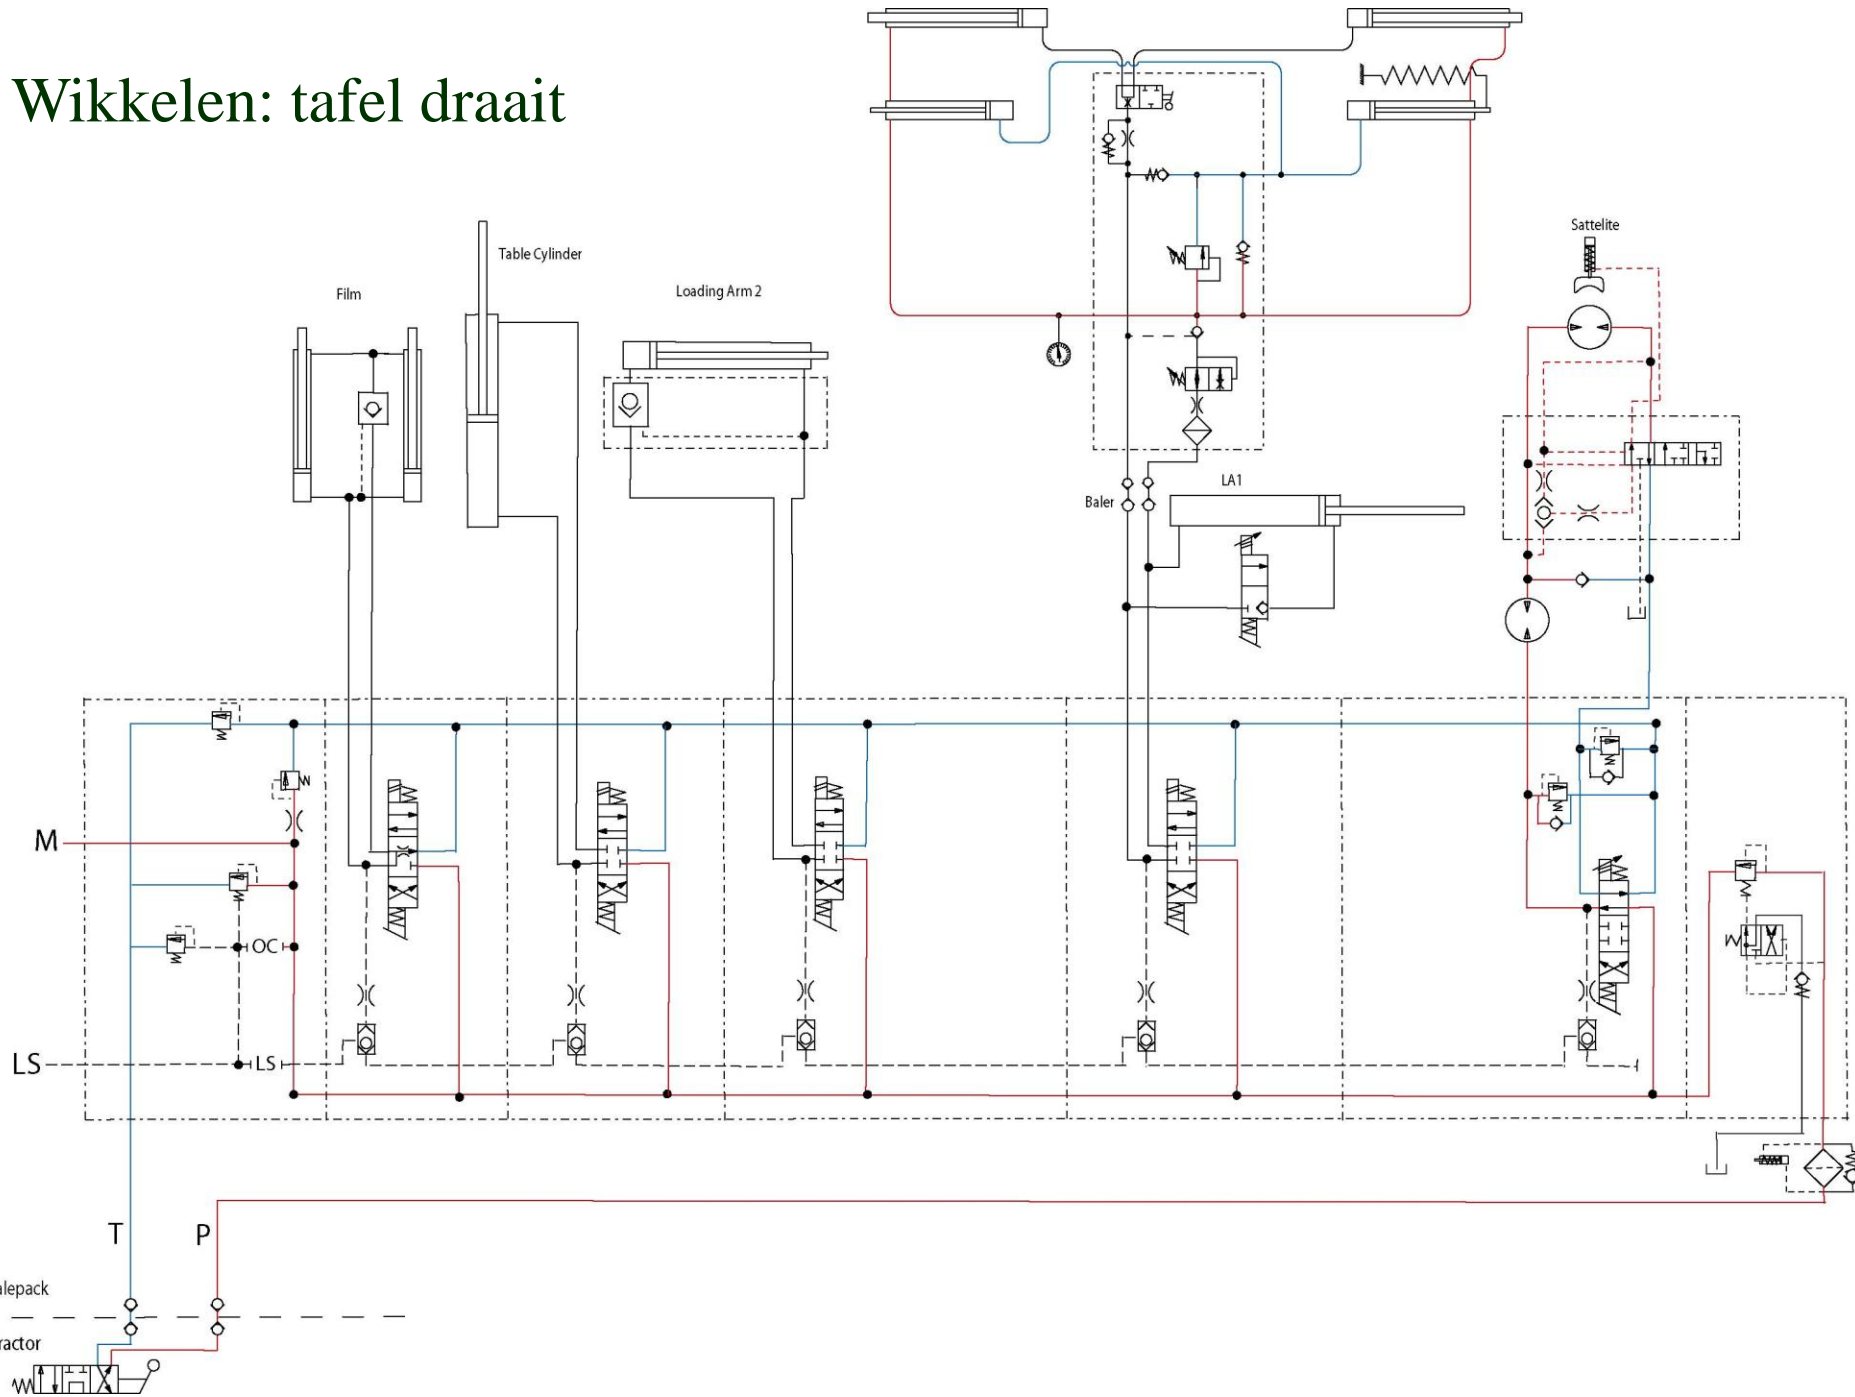 Wikkelen: tafel draait
Sattelite
Table Cylinder
Film
Loading Arm 2
LA1
Baler
M
OC
LS
LS
T
P
alepack
ractor